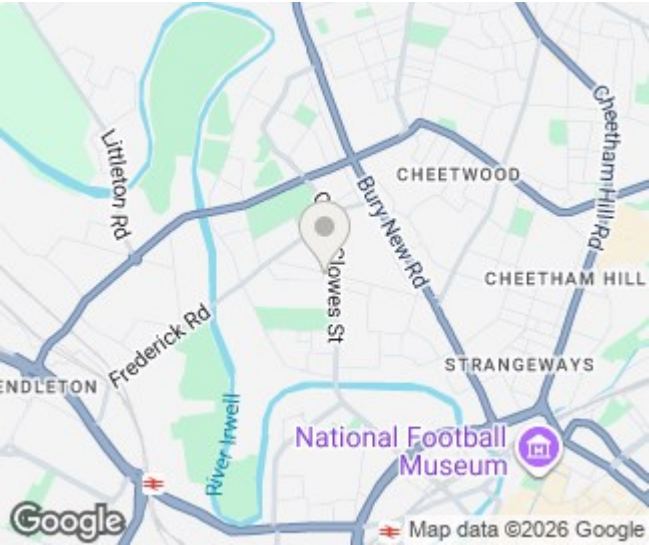 Littleton Rd
Cheetham Hill Rd
CHEETWOOD
Bury New Rd
Clowes St
CHEETHAM HILL
Frederick Rd
STRANGEWAYS
ENDLETON
River Irwell
National Football
Museum
Google
Map data ©2026 Google